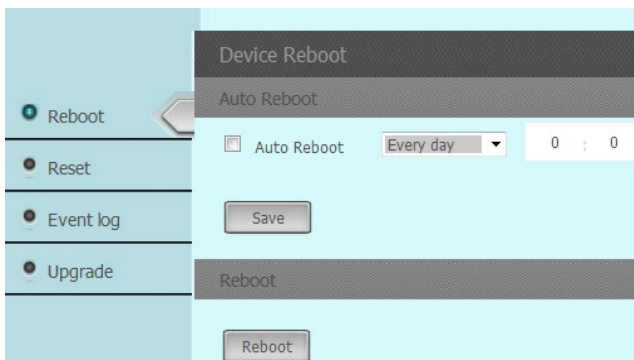 Device Reboot
Auto Reboot
Reboot
Auto Reboot Every day 0 : 0
Reset
Event log
Save
Upgrade
Reboot
Reboot